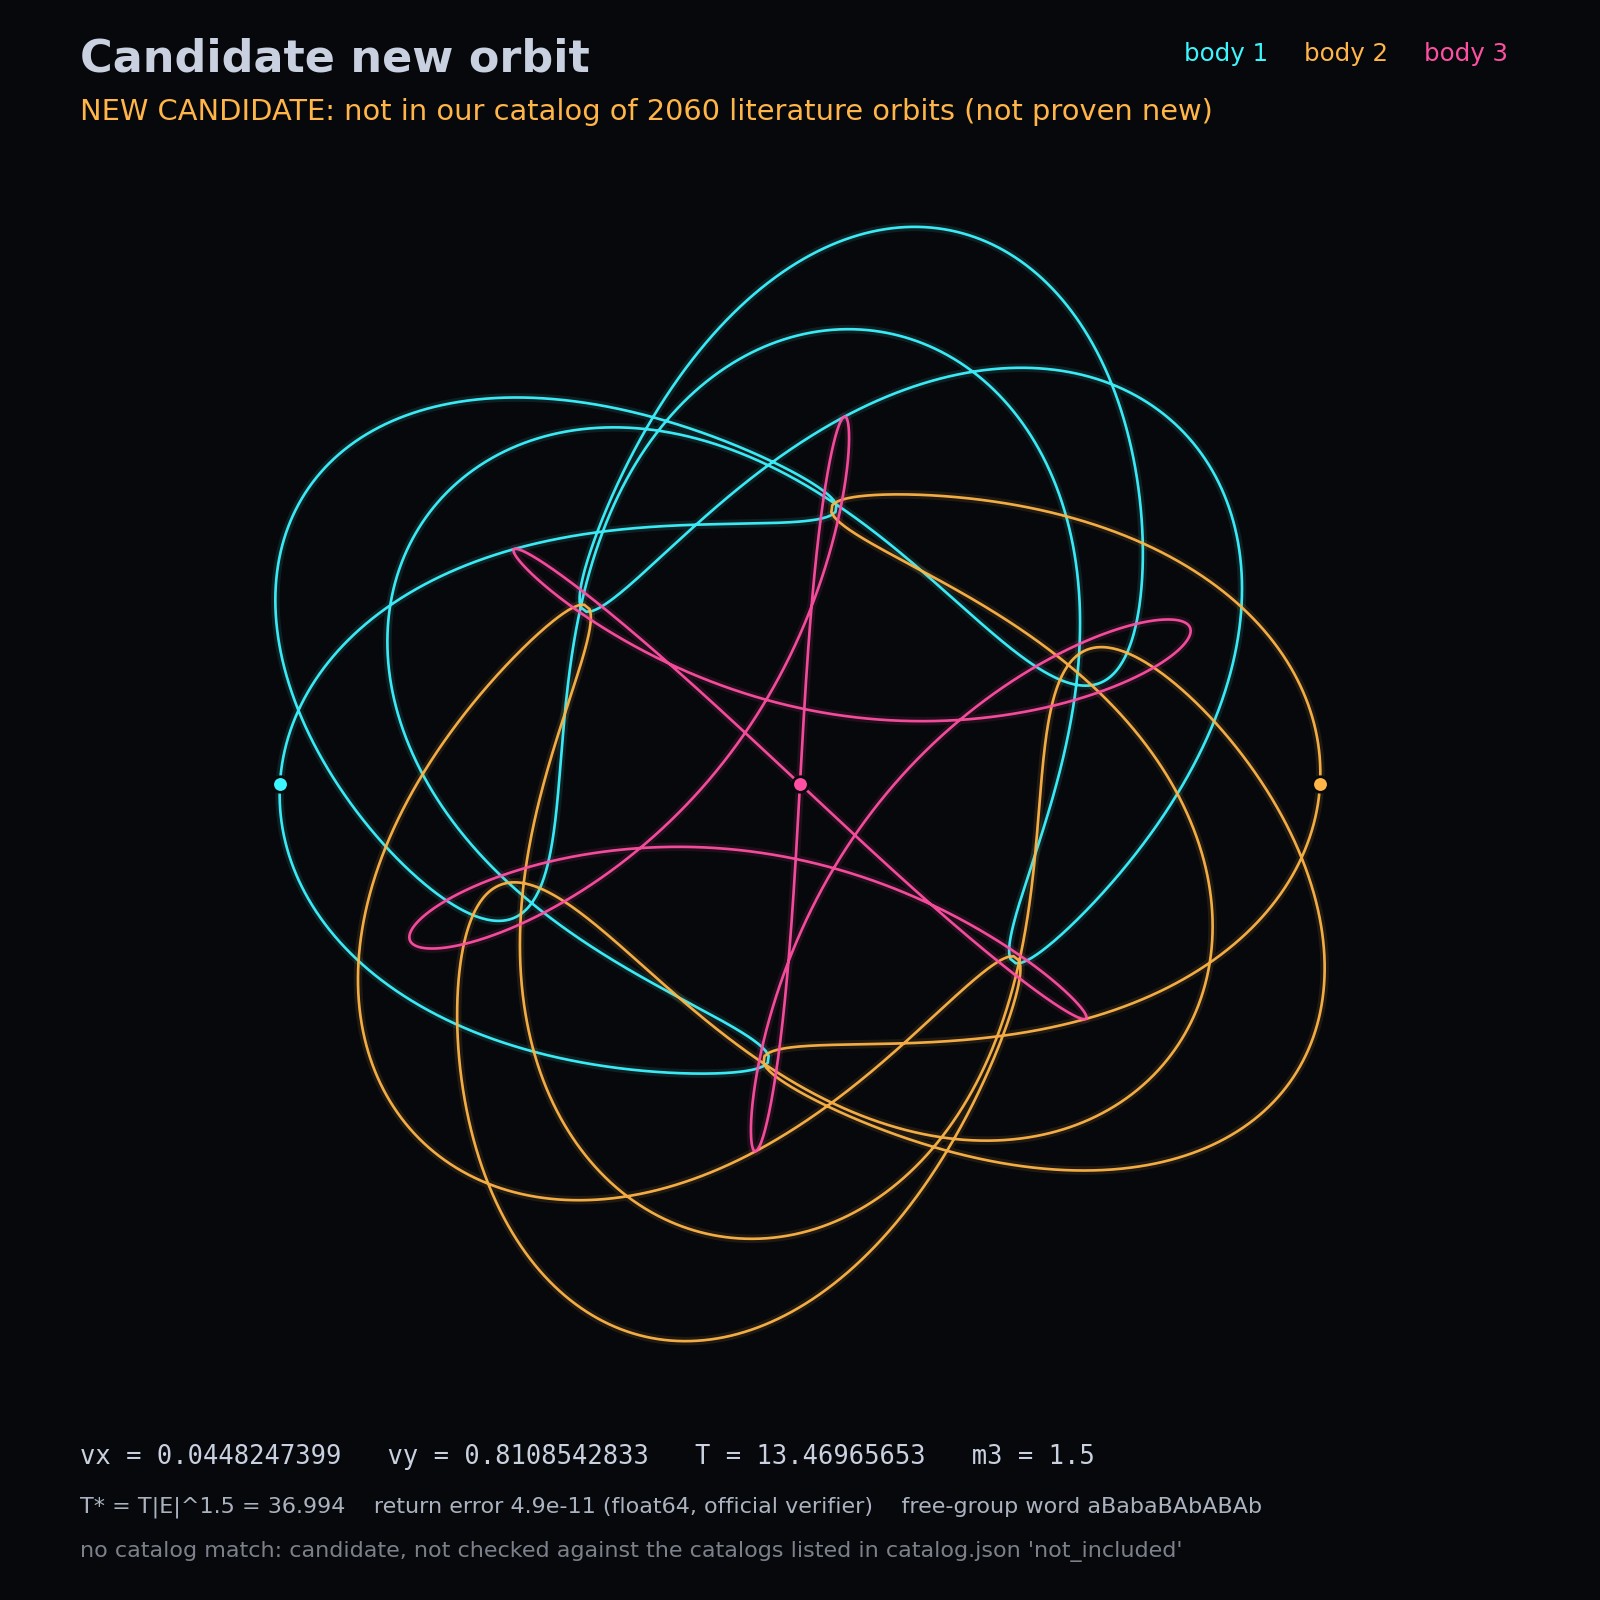 Candidate new orbit
body 1 body 2 body 3
NEW CANDIDATE: not in our catalog of 2060 literature orbits (not proven new)
vx = 0.0448247399 vy = 0.8108542833 T = 13.46965653 m3 = 1.5
T* = T|E|^1.5 = 36.994 return error 4.9e-11 (float64, official verifier) free-group word aBabaBAbABAb
no catalog match: candidate, not checked against the catalogs listed in catalog.json 'not_included'